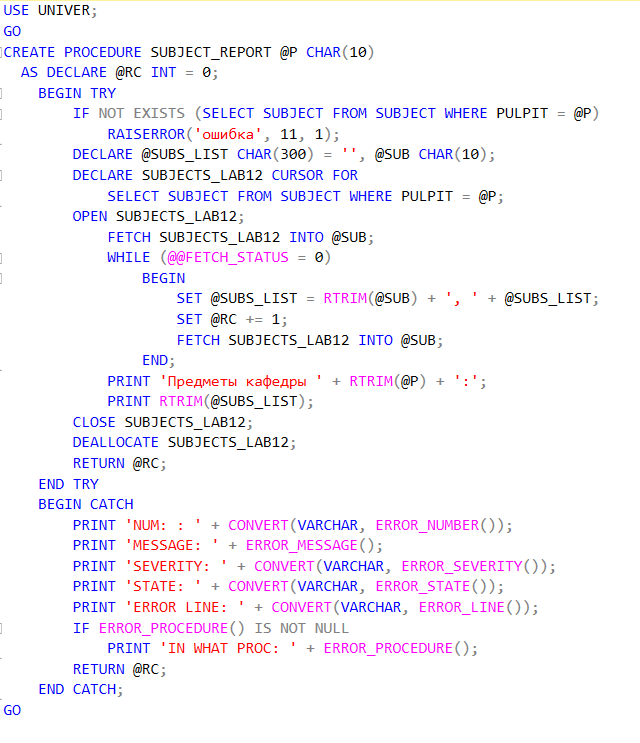 USE UNIVER;
GO
CREATE PROCEDURE SUBJECT_REPORT @P CHAR(10)
AS DECLARE @RC INT = 0;
BEGIN TRY
IF NOT EXISTS (SELECT SUBJECT FROM SUBJECT WHERE PULPIT = @P)
RAISERROR('ошибка', 11, 1);
DECLARE @SUBS_LIST CHAR(300) = '', @SUB CHAR(10);
DECLARE SUBJECTS_LAB12 CURSOR FOR
SELECT SUBJECT FROM SUBJECT WHERE PULPIT = @P;
OPEN SUBJECTS_LAB12;
FETCH SUBJECTS_LAB12 INTO @SUB;
WHILE (@@FETCH_STATUS = 0)
BEGIN
SET @SUBS_LIST = RTRIM(@SUB) + ', ' + @SUBS_LIST;
SET @RC += 1;
FETCH SUBJECTS_LAB12 INTO @SUB;
END;
PRINT 'Предметы кафедры ' + RTRIM(@P) + ':';
PRINT RTRIM(@SUBS_LIST);
CLOSE SUBJECTS_LAB12;
DEALLOCATE SUBJECTS_LAB12;
RETURN @RC;
END TRY
BEGIN CATCH
PRINT 'NUM: : ' + CONVERT(VARCHAR, ERROR_NUMBER());
PRINT 'MESSAGE: ' + ERROR_MESSAGE();
PRINT 'SEVERITY: ' + CONVERT(VARCHAR, ERROR_SEVERITY());
PRINT 'STATE: ' + CONVERT(VARCHAR, ERROR_STATE());
PRINT 'ERROR LINE: ' + CONVERT(VARCHAR, ERROR_LINE());
IF ERROR_PROCEDURE() IS NOT NULL
PRINT 'IN WHAT PROC: ' + ERROR_PROCEDURE();
RETURN @RC;
END CATCH;
GO